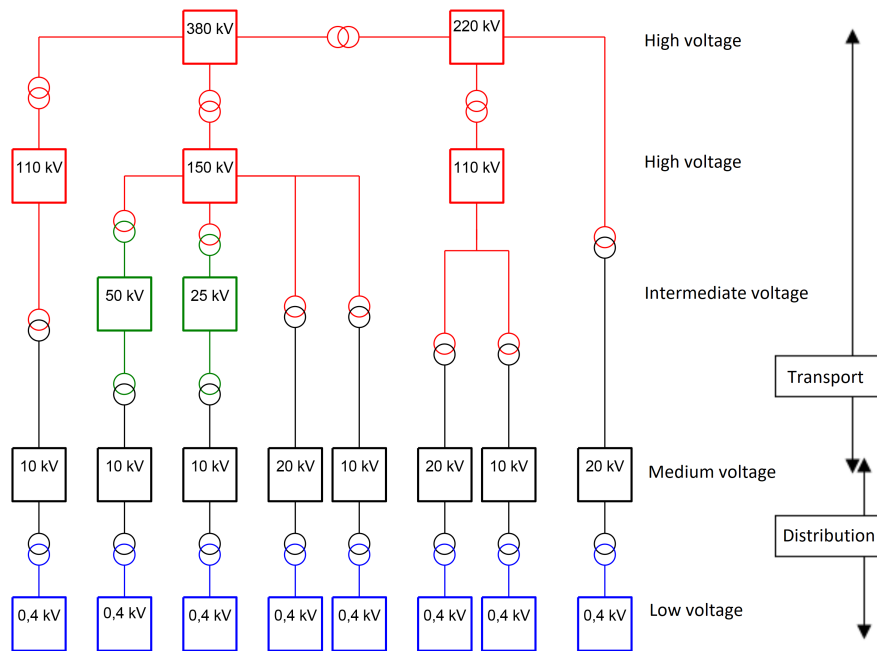 380 kV
220 kV
High voltage
110 kV
150 kV
110 kV
High voltage
50 kV
25 kV
Intermediate voltage
Transport
10 kV
10 kV
10 kV
20 kV
10 kV
20 kV
10 kV
20 kV
Medium voltage
Distribution
0,4 kV
0,4 kV
0,4 kV
0,4 kV
0,4 kV
0,4 kV
0,4 kV
0,4 kV
Low voltage